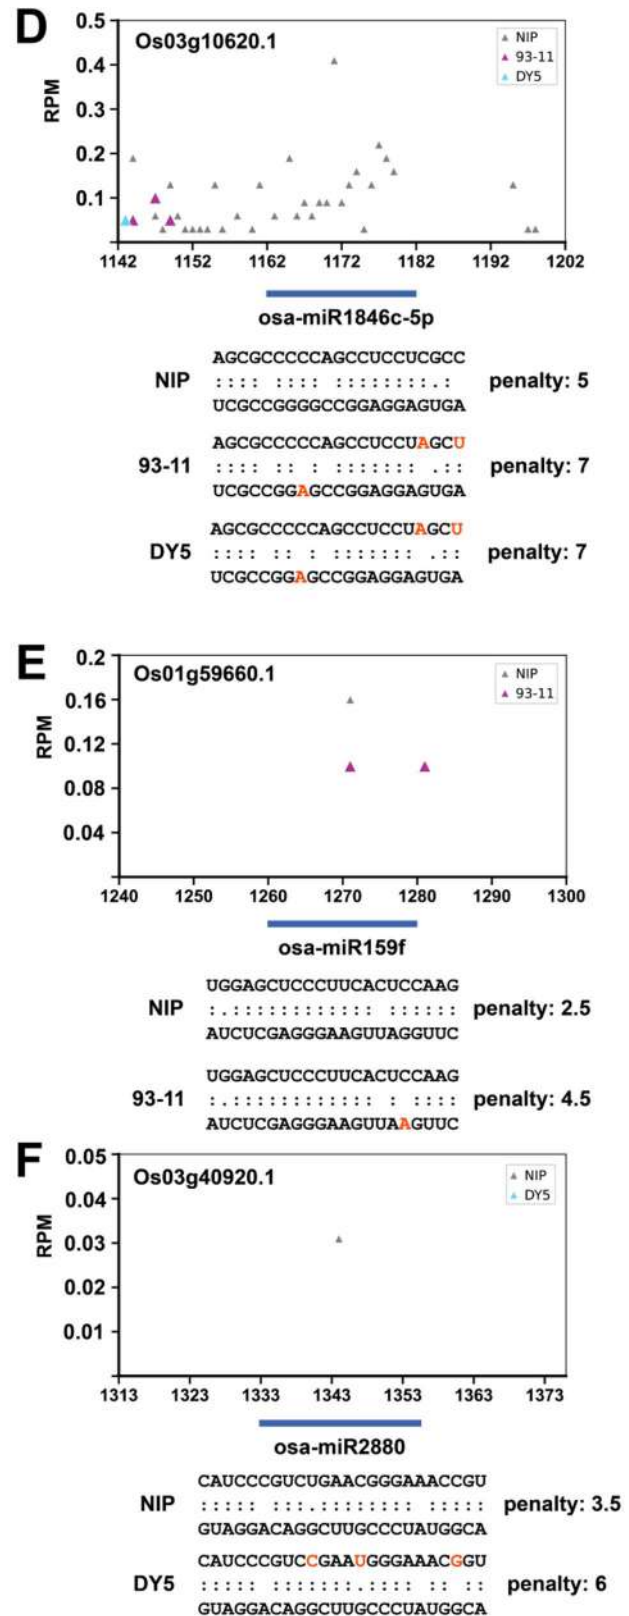 D
Os03g10620.1
NIP
93-11
DY5
RPM
0.5
0.4
0.3
0.2
0.1
1142 1152 1162 1172 1182 1192 1202
osa-miR1846c-5p
AGCGCCCCCAGCCUCCUCGCC
NIP :::: :::: ::::::::.: penalty: 5
UCGCCGGGGCCGGAGGAGUGA
AGCGCCCCCAGCCUCCUAGCU
93-11 :::: :: : ::::::: .:: penalty: 7
UCGCCGGAGCCGGAGGAGUGA
AGCGCCCCCAGCCUCCUAGCU
DY5 :::: :: : ::::::: .:: penalty: 7
UCGCCGGAGCCGGAGGAGUGA
E
Os01g59660.1
NIP
93-11
RPM
0.2
0.16
0.12
0.08
0.04
1240 1250 1260 1270 1280 1290 1300
osa-miR159f
UGGAGCUCCCUUCACUCCAAG
NIP :.:::::::::::: :::::: penalty: 2.5
AUCUCGAGGGAAGUUAGGUUC
UGGAGCUCCCUUCACUCCAAG
93-11 :.:::::::::::: : :::: penalty: 4.5
AUCUCGAGGGAAGUUAAGUUC
F
Os03g40920.1
NIP
DY5
RPM
0.05
0.04
0.03
0.02
0.01
1313 1323 1333 1343 1353 1363 1373
osa-miR2880
CAUCCCGUCUGAACGGGAAACCGU
NIP ::::: :::.::::::::: ::::: penalty: 3.5
GUAGGACAGGCUUGCCCUAUGGCA
CAUCCCGUCCGAAUGGGAAACGGU
DY5 ::::: :::::::.:::: :: :: penalty: 6
GUAGGACAGGCUUGCCCUAUGGCA